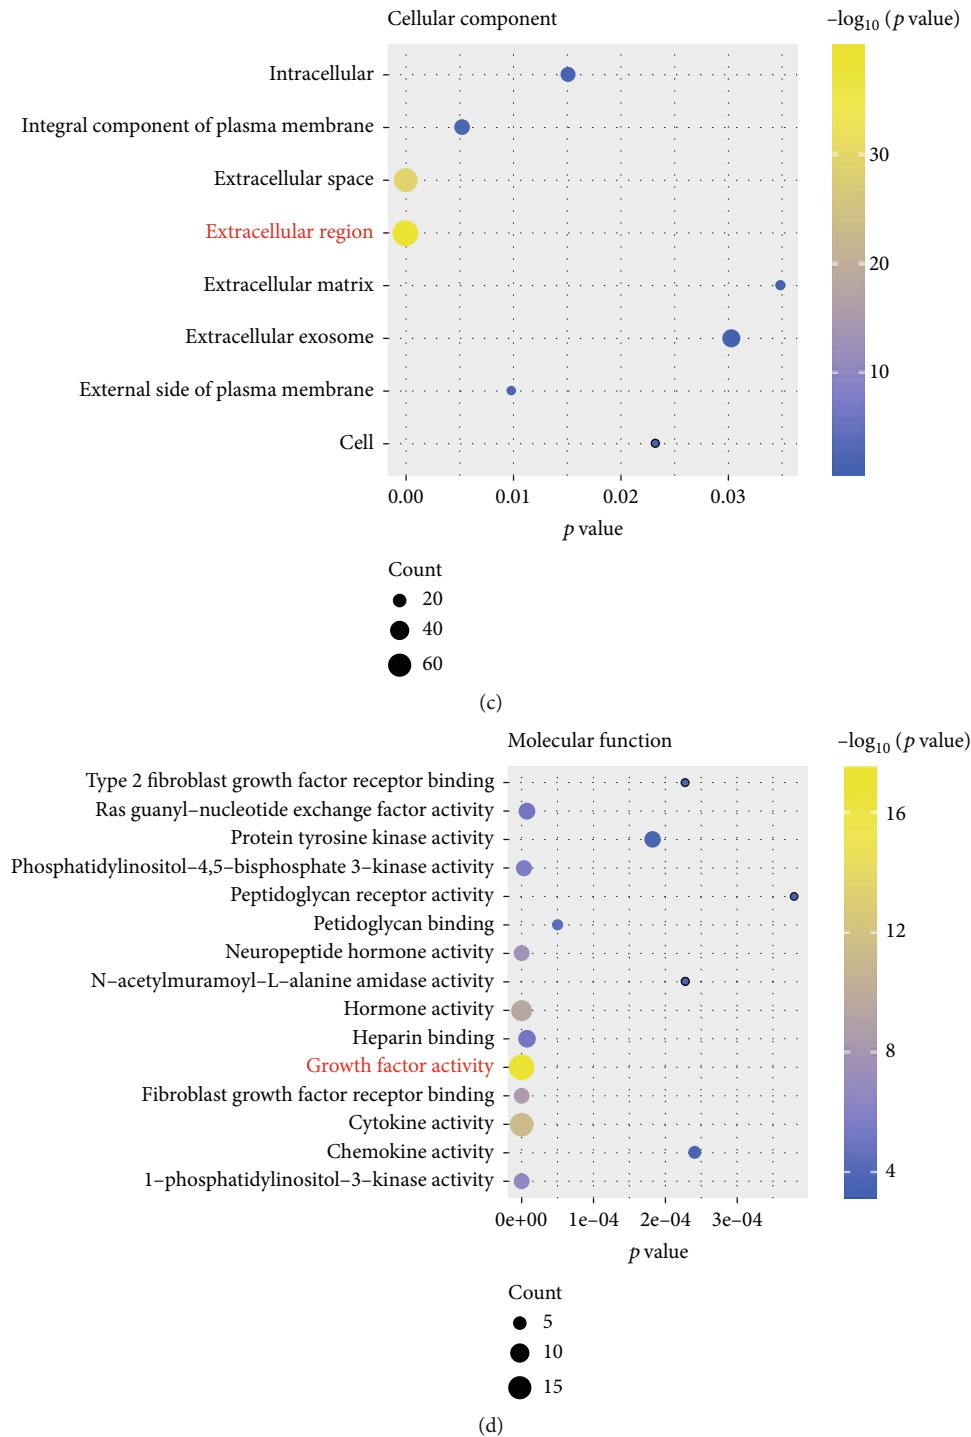 Cellular component
–log10 (p value)
Intracellular
Integral component of plasma membrane
Extracellular space
Extracellular region
Extracellular matrix
Extracellular exosome
External side of plasma membrane
Cell
30
20
10
0.00 0.01 0.02 0.03
p value
Count
20
40
60
(c)
Molecular function
–log10 (p value)
Type 2 fibroblast growth factor receptor binding
Ras guanyl–nucleotide exchange factor activity
Protein tyrosine kinase activity
Phosphatidylinositol–4,5–bisphosphate 3–kinase activity
Peptidoglycan receptor activity
Petidoglycan binding
Neuropeptide hormone activity
N–acetylmuramoyl–L–alanine amidase activity
Hormone activity
Heparin binding
Growth factor activity
Fibroblast growth factor receptor binding
Cytokine activity
Chemokine activity
1–phosphatidylinositol–3–kinase activity
16
12
8
4
0e+00 1e–04 2e–04 3e–04
p value
Count
5
10
15
(d)